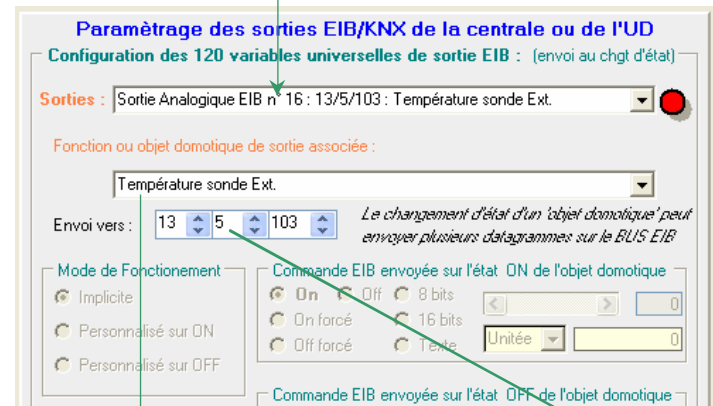 Paramètrage des sorties EIB/KNX de la centrale ou de l'UD
Configuration des 120 variables universelles de sortie EIB : (envoi au chgt d'état)
Sorties : Sortie Analogique EIB n° 16 : 13/5/103 : Température sonde Ext.
Fonction ou objet domotique de sortie associée :
Température sonde Ext.
Envoi vers : 13 5 103
Le changement d'état d'un 'objet domotique' peut
envoyer plusieurs datagrammes sur le BUS EIB
Mode de Fonctionement
Implicite
Personnalisé sur ON
Personnalisé sur OFF
Commande EIB envoyée sur l'état ON de l'objet domotique
On Off 8 bits 0
On forcé 16 bits
Off forcé Texte Unitée 0
Commande EIB envoyée sur l'état OFF de l'objet domotique